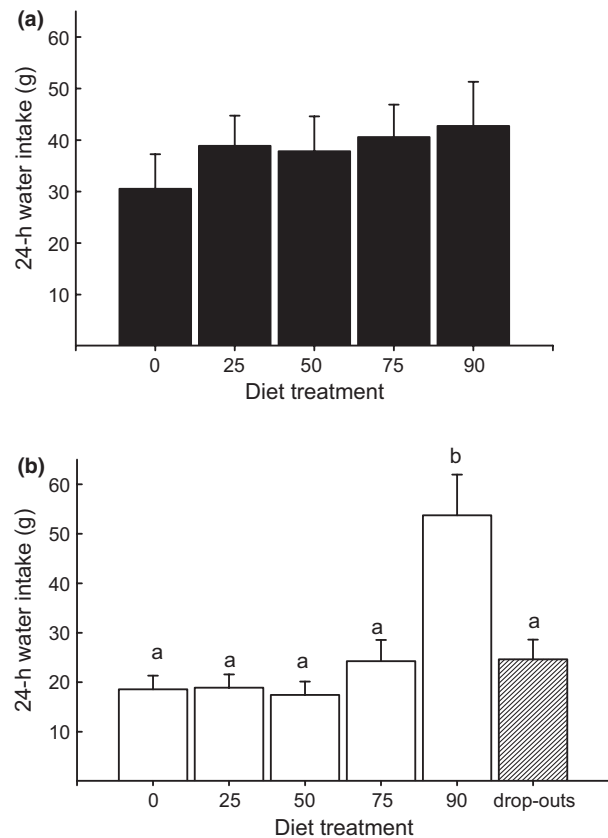 (a)
60
50
40
30
20
10
24-h water intake (g)
0 25 50 75 90
Diet treatment
(b)
60
50
40
30
20
10
24-h water intake (g)
a a a a b a
0 25 50 75 90 drop-outs
Diet treatment